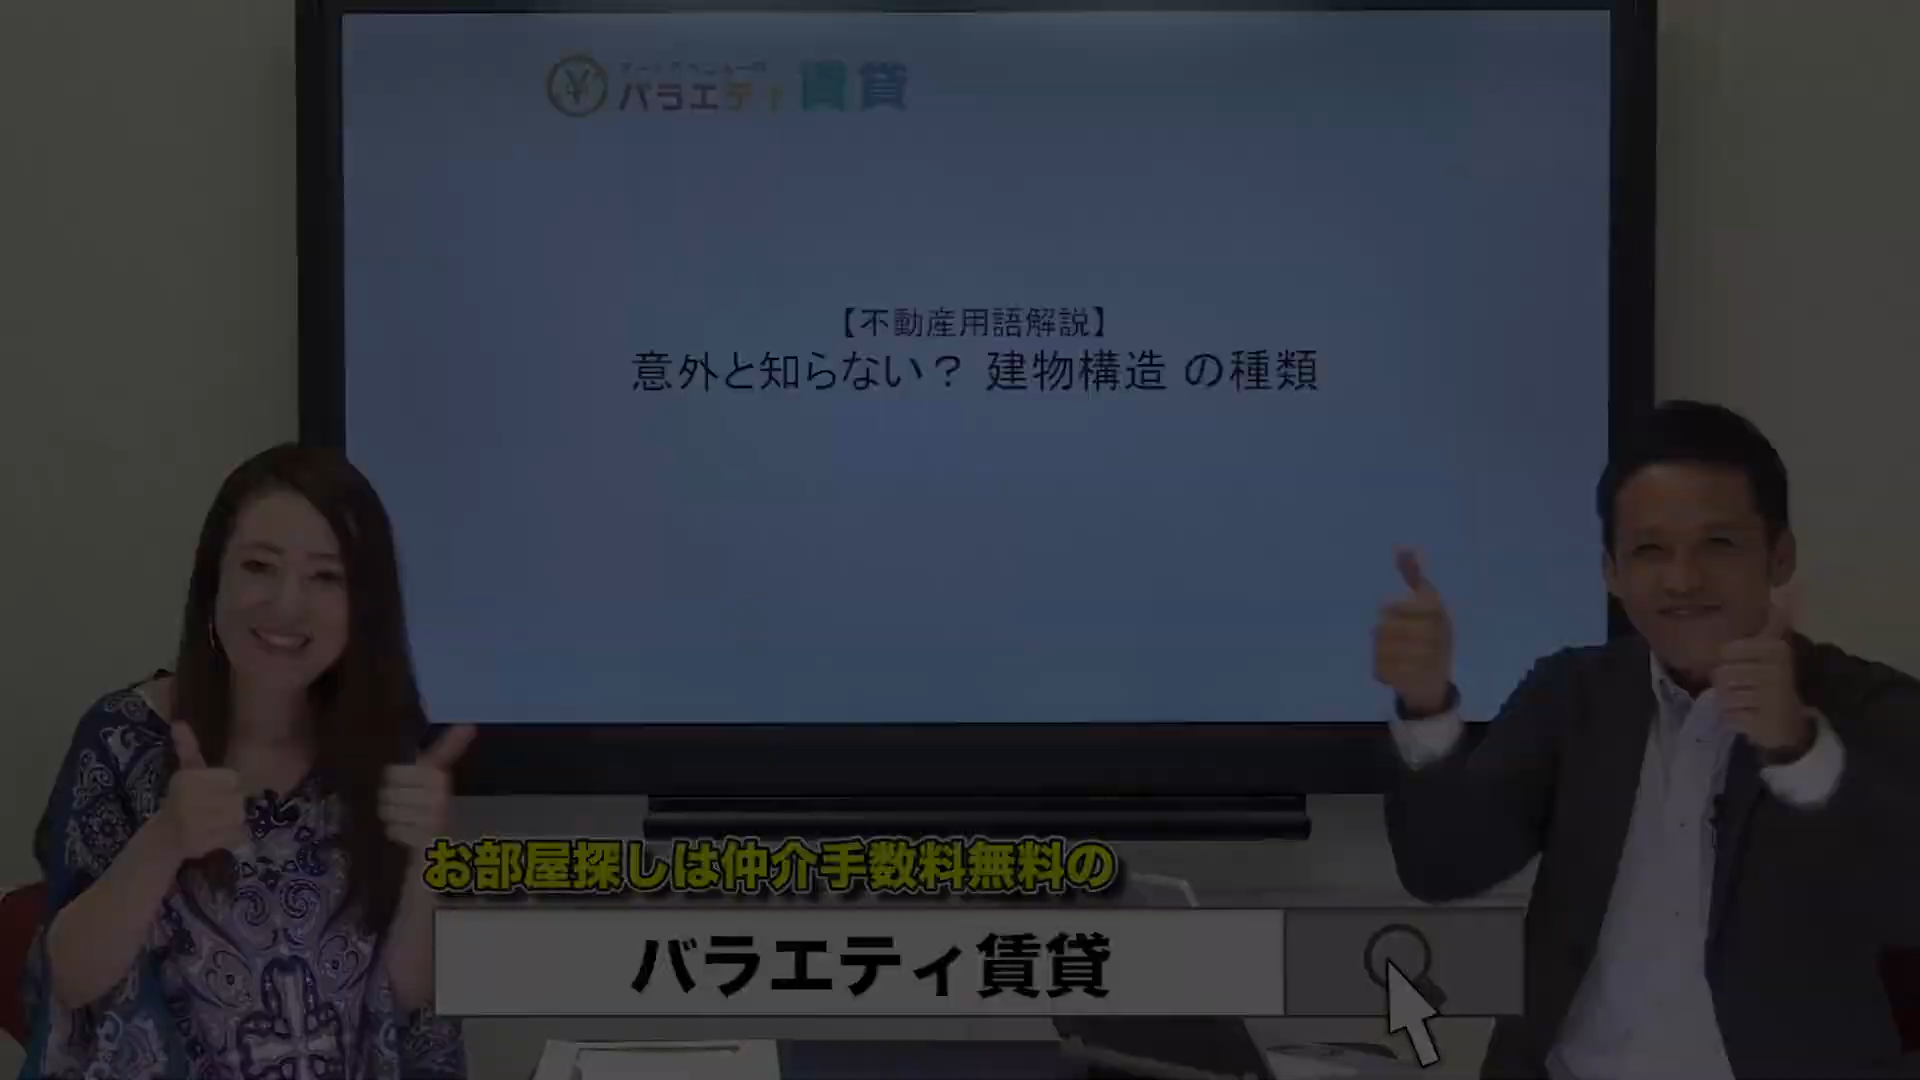 バラエティ賃貸
【不動産用語解説】
意外と知らない？ 建物構造 の種類
お部屋探しは仲介手数料無料の
バラエティ賃貸